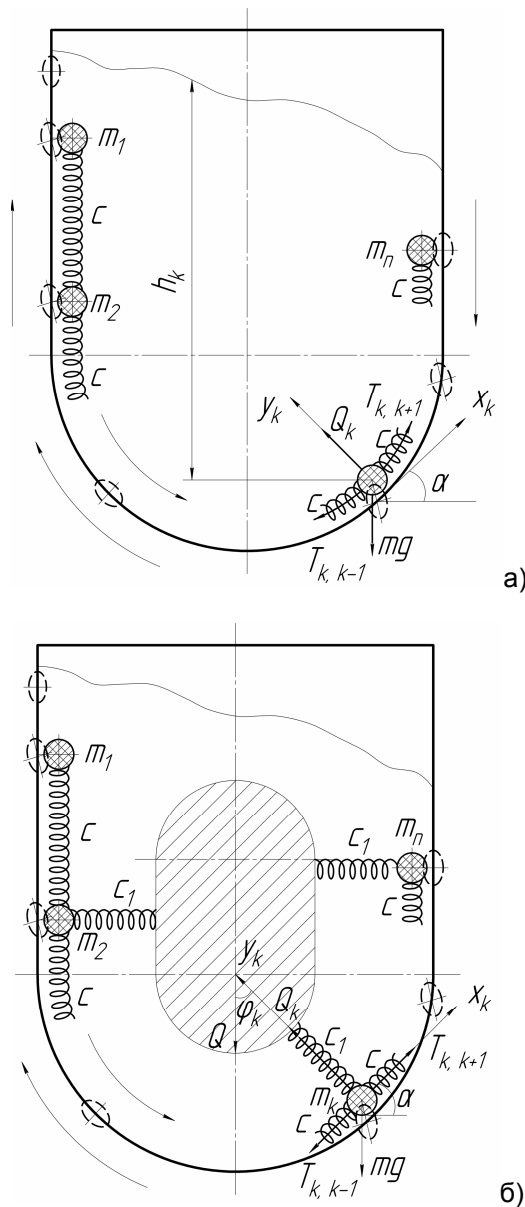 m₁
c
m₂
c
hₖ
mₙ
c
yₖ
Qₖ
Tₖ, ₖ₊₁
xₖ
c
c
α
Tₖ, ₖ₋₁
mg
а)
m₁
c
c₁
m₂
c
c₁
mₙ
c
yₖ
φₖ
Q
Qₖ
c₁
xₖ
c
Tₖ, ₖ₊₁
mₖ
c
α
Tₖ, ₖ₋₁
mg
б)